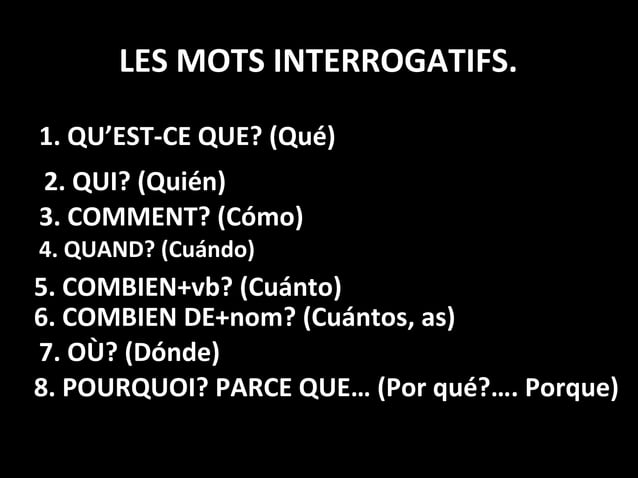 LES MOTS INTERROGATIFS.
1. QU’EST-CE QUE? (Qué)
2. QUI? (Quién)
3. COMMENT? (Cómo)
4. QUAND? (Cuándo)
5. COMBIEN+vb? (Cuánto)
6. COMBIEN DE+nom? (Cuántos, as)
7. OÙ? (Dónde)
8. POURQUOI? PARCE QUE… (Por qué?…. Porque)